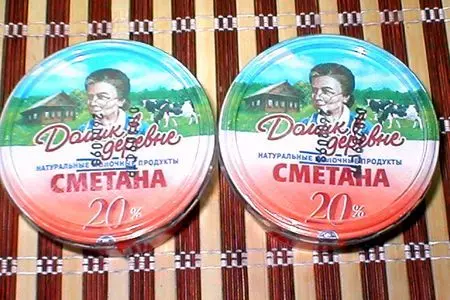 Домик в
деревне
НАТУРАЛЬНЫЕ МОЛОЧНЫЕ ПРОДУКТЫ
СМЕТАНА
20%
Домик в
деревне
НАТУРАЛЬНЫЕ МОЛОЧНЫЕ ПРОДУКТЫ
СМЕТАНА
20%